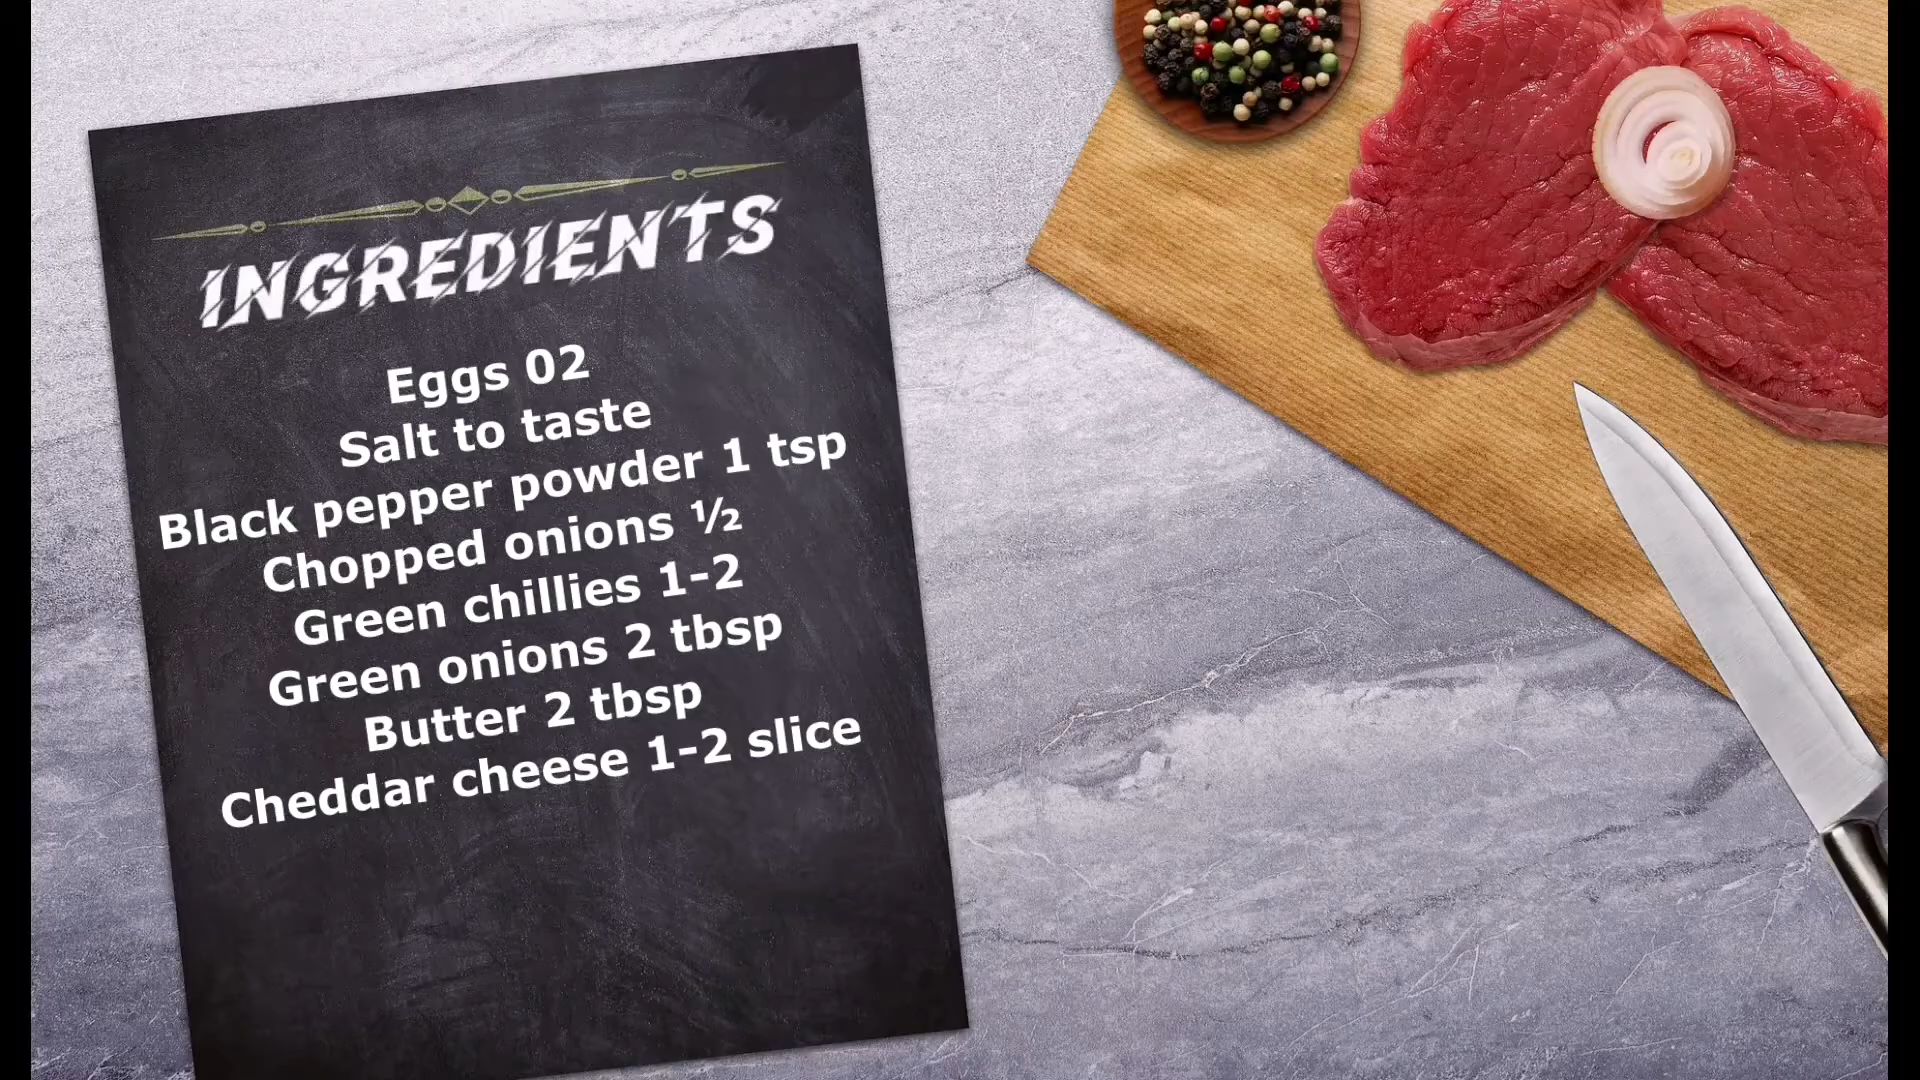 INGREDIENTS
Eggs 02
Salt to taste
Black pepper powder 1 tsp
Chopped onions ½
Green chillies 1-2
Green onions 2 tbsp
Butter 2 tbsp
Cheddar cheese 1-2 slice